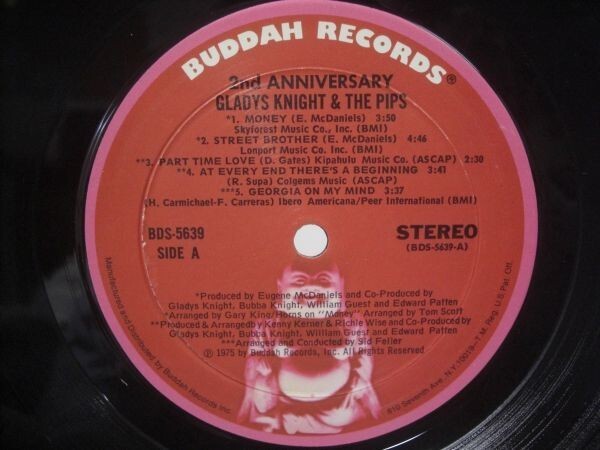 BUDDAH RECORDS®
2nd ANNIVERSARY
GLADYS KNIGHT & THE PIPS
*1. MONEY (E. McDaniels) 3:50
Skyforest Music Co., Inc. (BMI)
*2. STREET BROTHER (E. McDaniels) 4:46
Lonport Music Co. Inc. (BMI)
**3. PART TIME LOVE (D. Gates) Kipahulu Music Co. (ASCAP) 2:30
**4. AT EVERY END THERE'S A BEGINNING
(R. Supa) Colgems Music (ASCAP) 3:41
***5. GEORGIA ON MY MIND 3:37
(H. Carmichael-F. Carreras) Ibero Americana/Peer International (BMI)
BDS-5639
SIDE A
STEREO
(BDS-5639-A)
*Produced by Eugene McDaniels and Co-Produced by
Gladys Knight, Bubba Knight, William Guest and Edward Patten
*Arranged by Gary King/Horns on "Money" Arranged by Tom Scott
**Produced & Arranged by Kenny Kerner & Richie Wise and Co-Produced by
Gladys Knight, Bubba Knight, William Guest and Edward Patten
***Arranged and Conducted by Sid Feller
℗ 1975 by Buddah Records, Inc. All Rights Reserved
Manufactured and Distributed by Buddah Records Inc.
810 Seventh Ave. N.Y. 10019—T.M. Reg. U.S. Pat. Off.